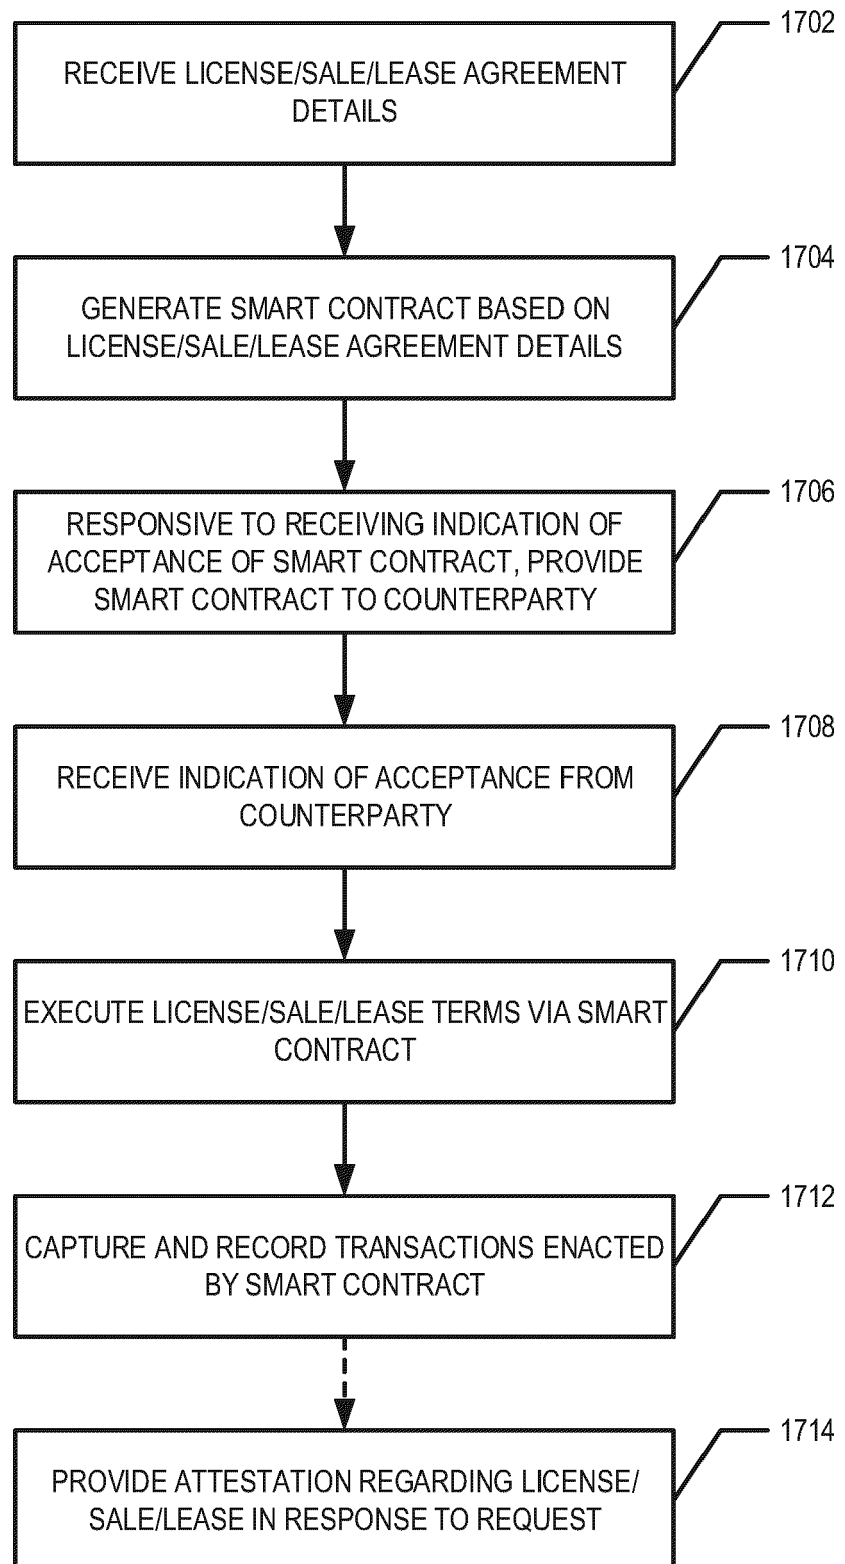 1702
RECEIVE LICENSE/SALE/LEASE AGREEMENT
DETAILS
1704
GENERATE SMART CONTRACT BASED ON
LICENSE/SALE/LEASE AGREEMENT DETAILS
1706
RESPONSIVE TO RECEIVING INDICATION OF
ACCEPTANCE OF SMART CONTRACT, PROVIDE
SMART CONTRACT TO COUNTERPARTY
1708
RECEIVE INDICATION OF ACCEPTANCE FROM
COUNTERPARTY
1710
EXECUTE LICENSE/SALE/LEASE TERMS VIA SMART
CONTRACT
1712
CAPTURE AND RECORD TRANSACTIONS ENACTED
BY SMART CONTRACT
1714
PROVIDE ATTESTATION REGARDING LICENSE/
SALE/LEASE IN RESPONSE TO REQUEST